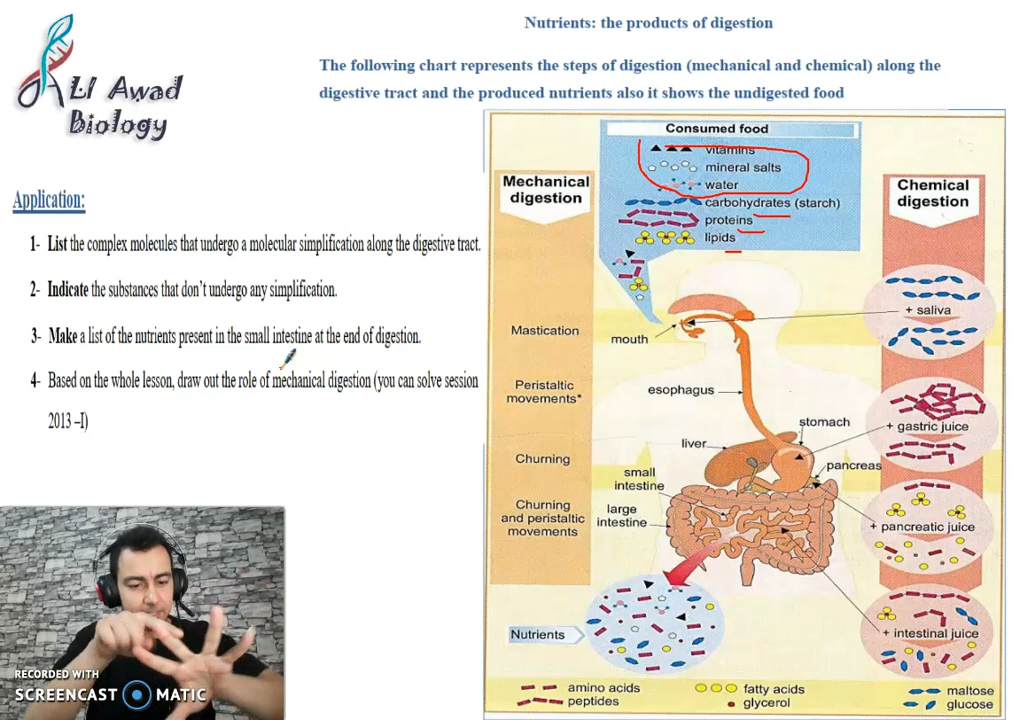 LI Awad
Biology
Nutrients: the products of digestion
The following chart represents the steps of digestion (mechanical and chemical) along the
digestive tract and the produced nutrients also it shows the undigested food
Application:
1- List the complex molecules that undergo a molecular simplification along the digestive tract.
2- Indicate the substances that don't undergo any simplification.
3- Make a list of the nutrients present in the small intestine at the end of digestion.
4- Based on the whole lesson, draw out the role of mechanical digestion (you can solve session
2013 –I)
Consumed food
vitamins
mineral salts
water
carbohydrates (starch)
proteins
lipids
Mechanical
digestion
Mastication
Peristaltic
movements*
Churning
Churning
and peristaltic
movements
mouth
esophagus
stomach
liver
pancreas
small
intestine
large
intestine
Chemical
digestion
+ saliva
+ gastric juice
+ pancreatic juice
+ intestinal juice
Nutrients
amino acids
peptides
fatty acids
glycerol
maltose
glucose
RECORDED WITH
SCREENCAST MATIC